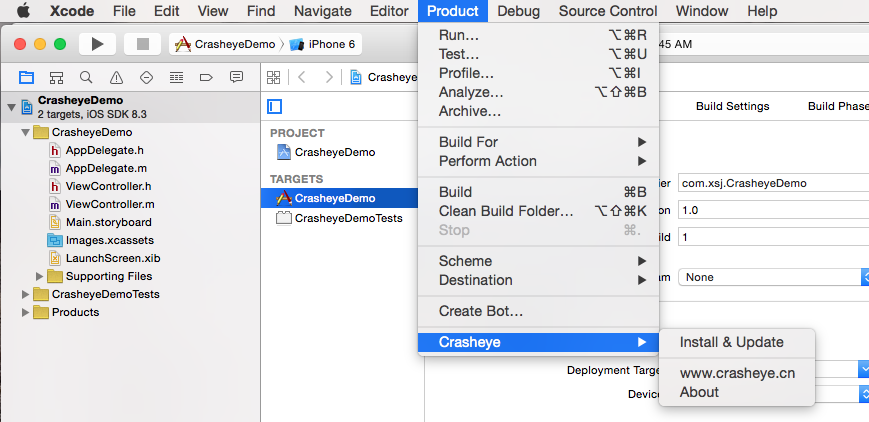 Xcode File Edit View Find Navigate Editor Product Debug Source Control Window Help
CrasheyeDemo iPhone 6
45 AM
CrasheyeDemo
2 targets, iOS SDK 8.3
CrasheyeDemo
AppDelegate.h
AppDelegate.m
ViewController.h
ViewController.m
Main.storyboard
Images.xcassets
LaunchScreen.xib
Supporting Files
CrasheyeDemoTests
Products
Crasheye
PROJECT
CrasheyeDemo
TARGETS
CrasheyeDemo
CrasheyeDemoTests
Run… ⌥⌘R
Test… ⌥⌘U
Profile… ⌥⌘I
Analyze… ⌥⇧⌘B
Archive…
Build For
Perform Action
Build ⌘B
Clean Build Folder… ⌥⇧⌘K
Stop ⌘.
Scheme
Destination
Create Bot…
Crasheye
Install & Update
www.crasheye.cn
About
Build Settings Build Phase
ier com.xsj.CrasheyeDemo
on 1.0
ild 1
am None
Deployment Targe
Device